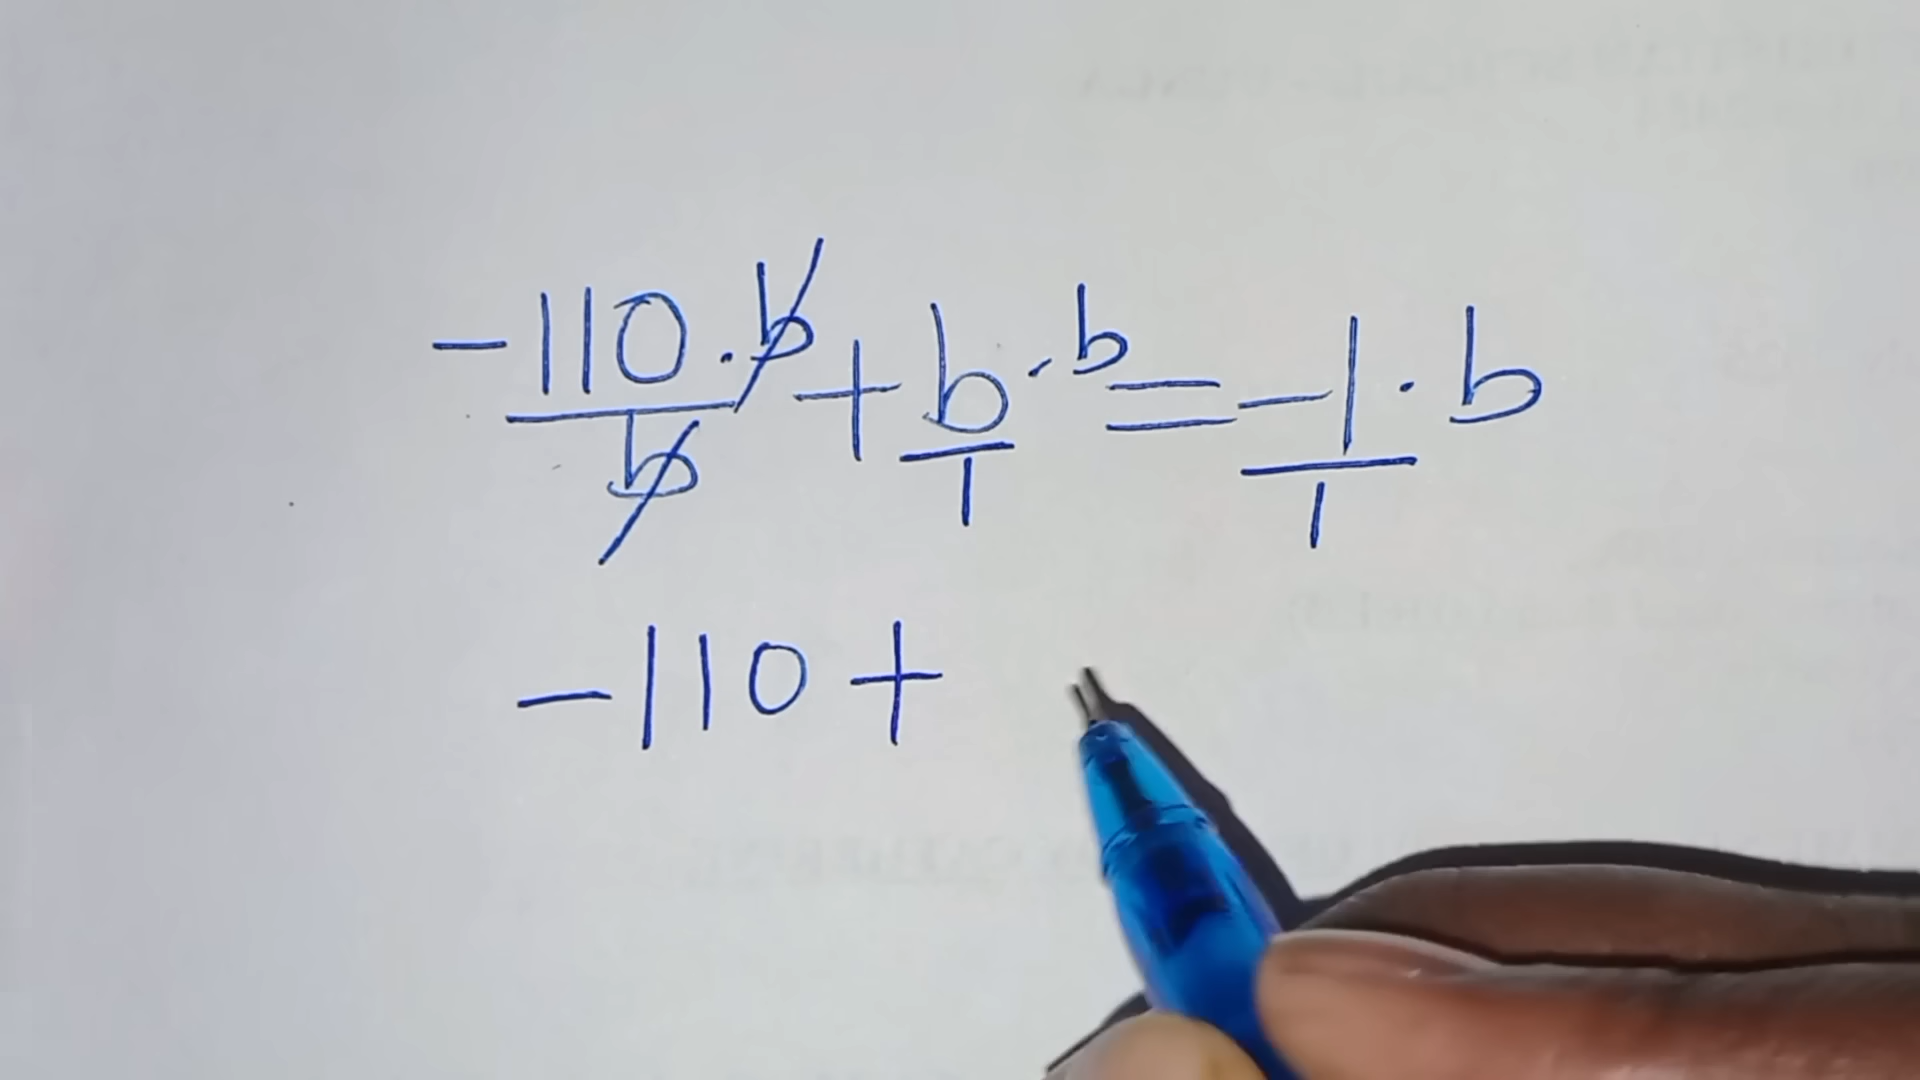 -110·b/b + b/1·b = -1/1·b
-110 +